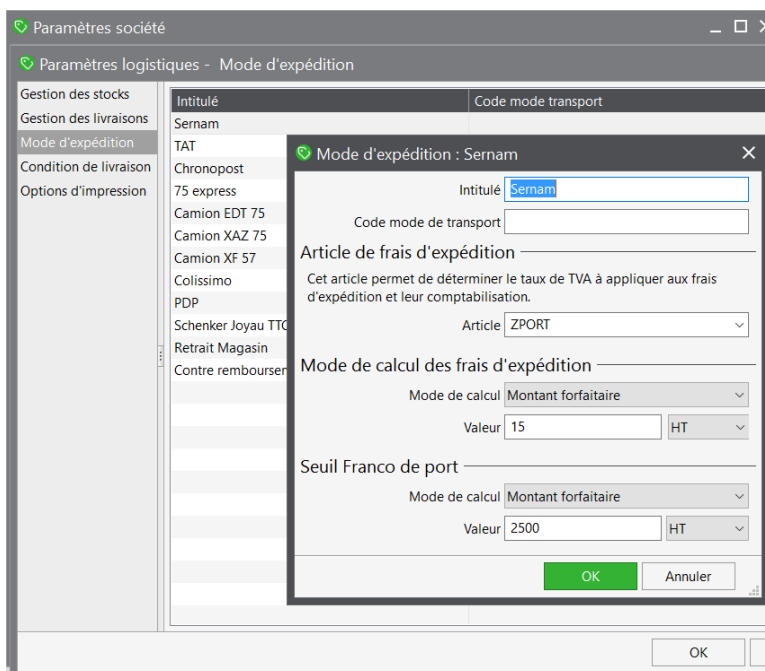 Paramètres société
Paramètres logistiques - Mode d'expédition
Gestion des stocks
Gestion des livraisons
Mode d'expédition
Condition de livraison
Options d'impression
Intitulé Code mode transport
Sernam
TAT
Chronopost
75 express
Camion EDT 75
Camion XAZ 75
Camion XF 57
Colissimo
PDP
Schenker Joyau TTC
Retrait Magasin
Contre remboursen
Mode d'expédition : Sernam
Intitulé Sernam
Code mode de transport
Article de frais d'expédition
Cet article permet de déterminer le taux de TVA à appliquer aux frais
d'expédition et leur comptabilisation.
Article ZPORT
Mode de calcul des frais d'expédition
Mode de calcul Montant forfaitaire
Valeur 15 HT
Seuil Franco de port
Mode de calcul Montant forfaitaire
Valeur 2500 HT
OK Annuler
OK